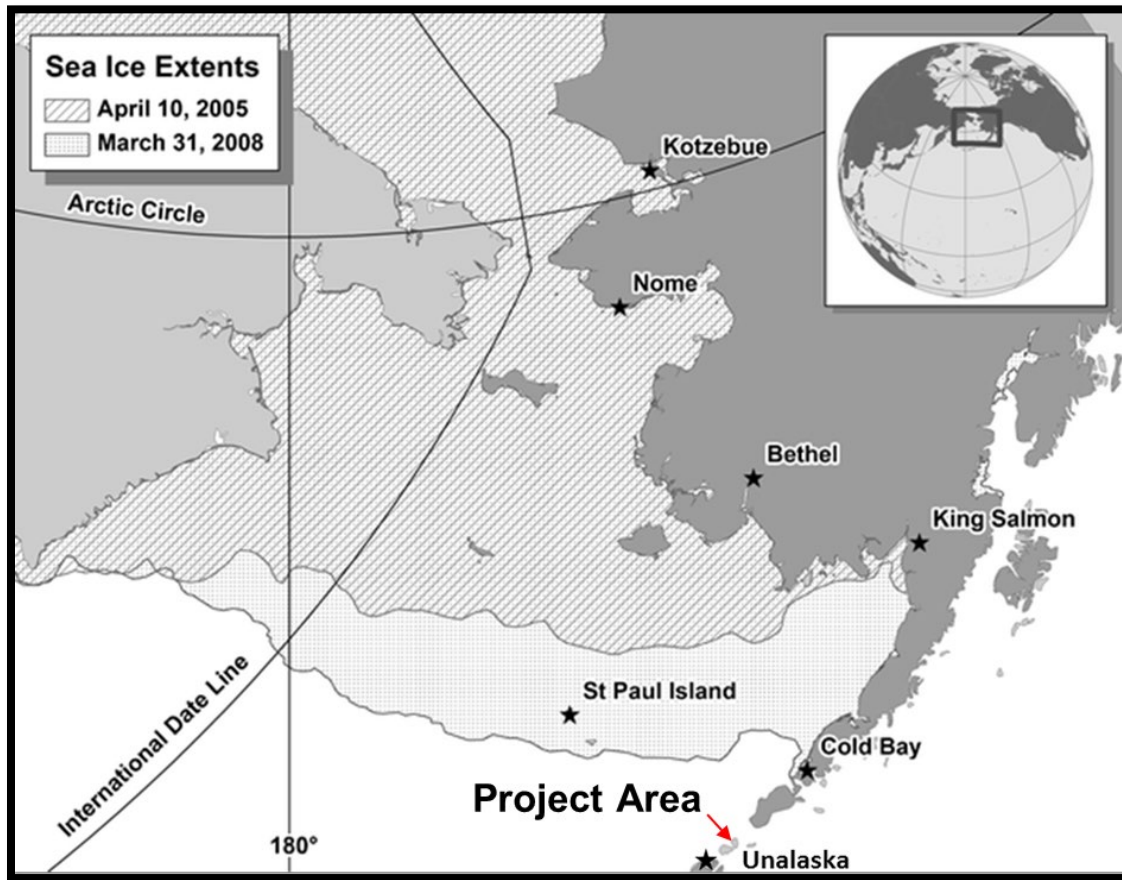 Sea Ice Extents
April 10, 2005
March 31, 2008
Kotzebue
Arctic Circle
Nome
Bethel
King Salmon
St Paul Island
International Date Line
Cold Bay
Project Area
180°
Unalaska